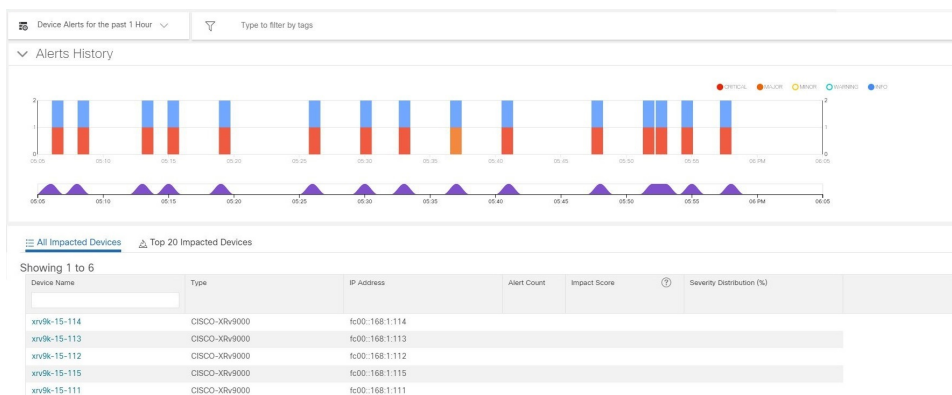 Device Alerts for the past 1 Hour
Type to filter by tags
Alerts History
CRITICAL MAJOR MINOR WARNING INFO
2 2
1 1
0 0
05:05 05:10 05:15 05:20 05:25 05:30 05:35 05:40 05:45 05:50 05:55 06 PM 06:05
05:05 05:10 05:15 05:20 05:25 05:30 05:35 05:40 05:45 05:50 05:55 06 PM 06:05
All Impacted Devices Top 20 Impacted Devices
Showing 1 to 6
Device Name Type IP Address Alert Count Impact Score ? Severity Distribution (%)
xrv9k-15-114 CISCO-XRv9000 fc00::168:1:114
xrv9k-15-113 CISCO-XRv9000 fc00::168:1:113
xrv9k-15-112 CISCO-XRv9000 fc00::168:1:112
xrv9k-15-115 CISCO-XRv9000 fc00::168:1:115
xrv9k-15-111 CISCO-XRv9000 fc00::168:1:111